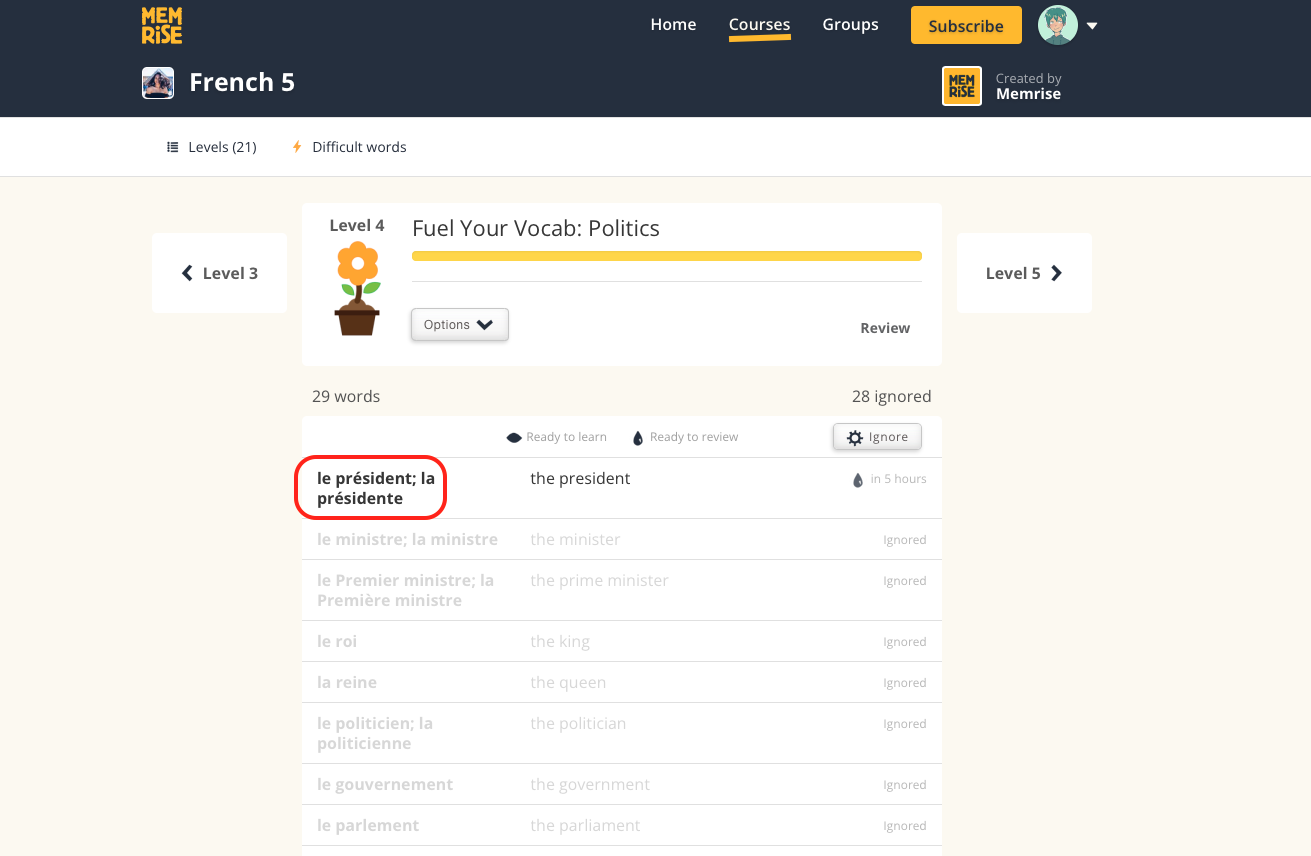 MEM
RiSE
Home
Courses
Groups
Subscribe
French 5
MEM
RiSE
Created by
Memrise
Levels (21)
Difficult words
Level 3
Level 4
Fuel Your Vocab: Politics
Options
Review
Level 5
29 words
28 ignored
Ready to learn
Ready to review
Ignore
le président; la
présidente
the president
in 5 hours
le ministre; la ministre
the minister
Ignored
le Premier ministre; la
Première ministre
the prime minister
Ignored
le roi
the king
Ignored
la reine
the queen
Ignored
le politicien; la
politicienne
the politician
Ignored
le gouvernement
the government
Ignored
le parlement
the parliament
Ignored